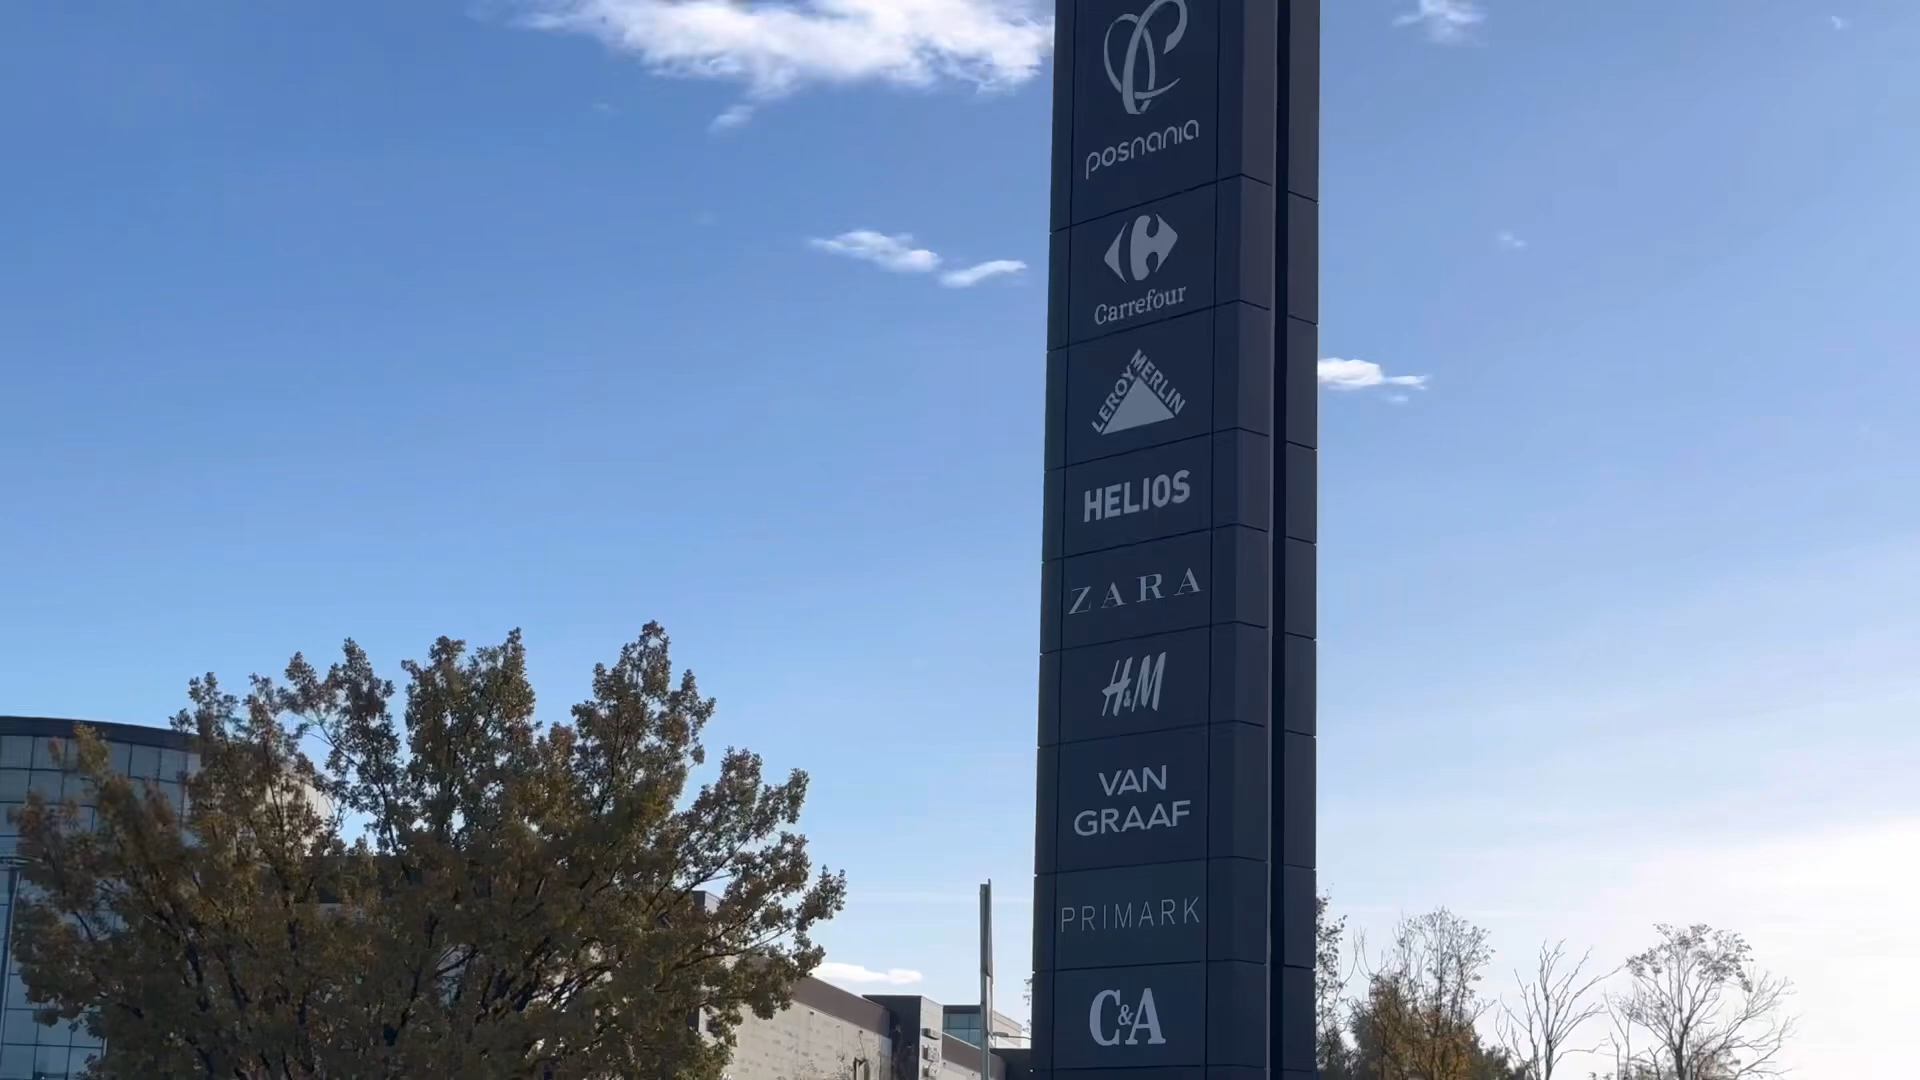 posnania
Carrefour
LEROY MERLIN
HELIOS
ZARA
H&M
VAN
GRAAF
PRIMARK
C&A